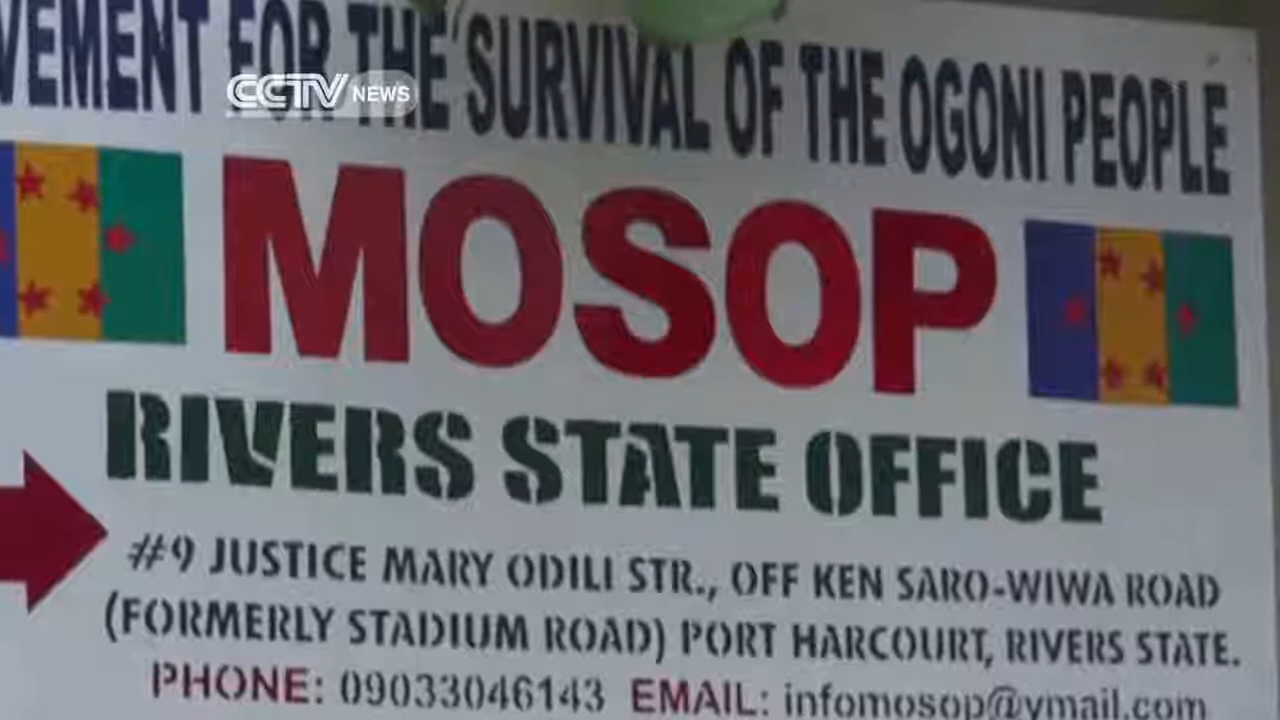 VEMENT FOR THE SURVIVAL OF THE OGONI PEOPLE
CCTV NEWS
MOSOP
RIVERS STATE OFFICE
#9 JUSTICE MARY ODILI STR., OFF KEN SARO-WIWA ROAD
(FORMERLY STADIUM ROAD) PORT HARCOURT, RIVERS STATE.
PHONE: 09033046143 EMAIL: infomosop@ymail.com